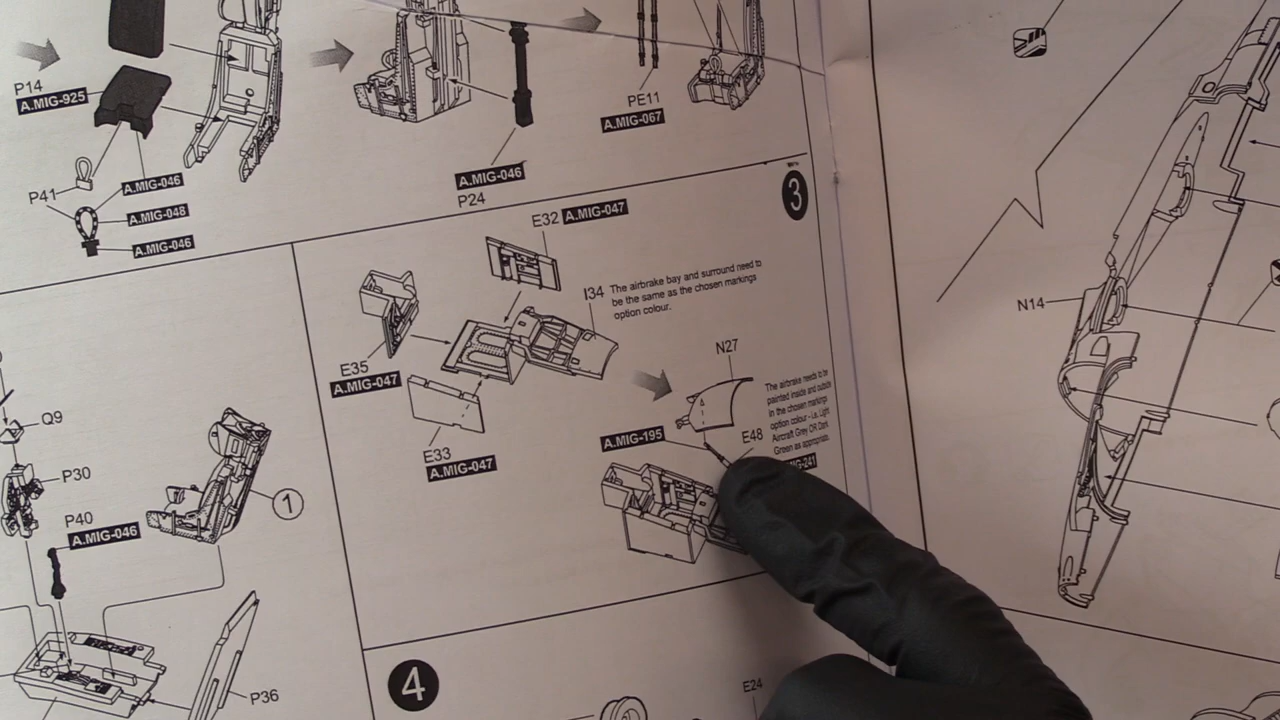 P14
A.MIG-925
P41
A.MIG-046
A.MIG-048
A.MIG-046
A.MIG-046
P24
PE11
A.MIG-067
3
E32 A.MIG-047
I34
The airbrake bay and surround need to
be the same as the chosen markings
option colour.
E35
A.MIG-047
E33
A.MIG-047
N27
The airbrake needs to be
painted inside and outside
in the chosen markings
option colour - i.e. Light
Aircraft Grey OR Dark
Green as appropriate.
A.MIG-195
E48
MIG-241
Q9
P30
P40
A.MIG-046
1
P36
4
E24
N14